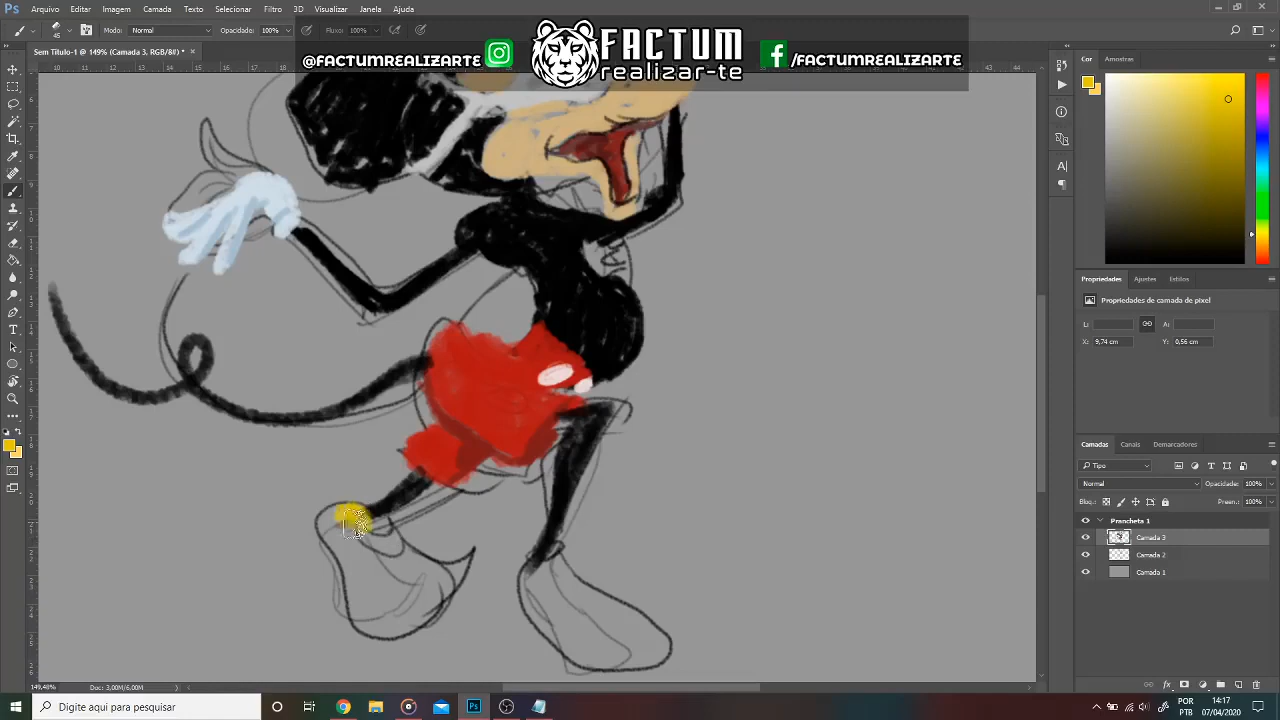 Ps Arquivo Editar Imagem Camada Texto Selecionar Filtro 3D Visualizar Janela Ajuda
Modo: Normal Opacidade: 100% Fluxo: 100%
Sem Título-1 @ 149% (Camada 3, RGB/8#) *
@FACTUMREALIZARTE
FACTUM
realizar-te
/FACTUMREALIZARTE
Cor Amostras
Propriedades Ajustes Estilos
Propriedades de camada de pixel
L: A:
X: 9,74 cm Y: 0,56 cm
Camadas Canais Demarcadores
Tipo
Normal Opacidade: 100%
Bloq.: Preen.: 100%
Prancheta 1
Camada 3
Camada 2
Camada 1
149,48% Doc: 3,00M/6,00M
Digite aqui para pesquisar
Ps
POR
PTB
14:17
07/04/2020